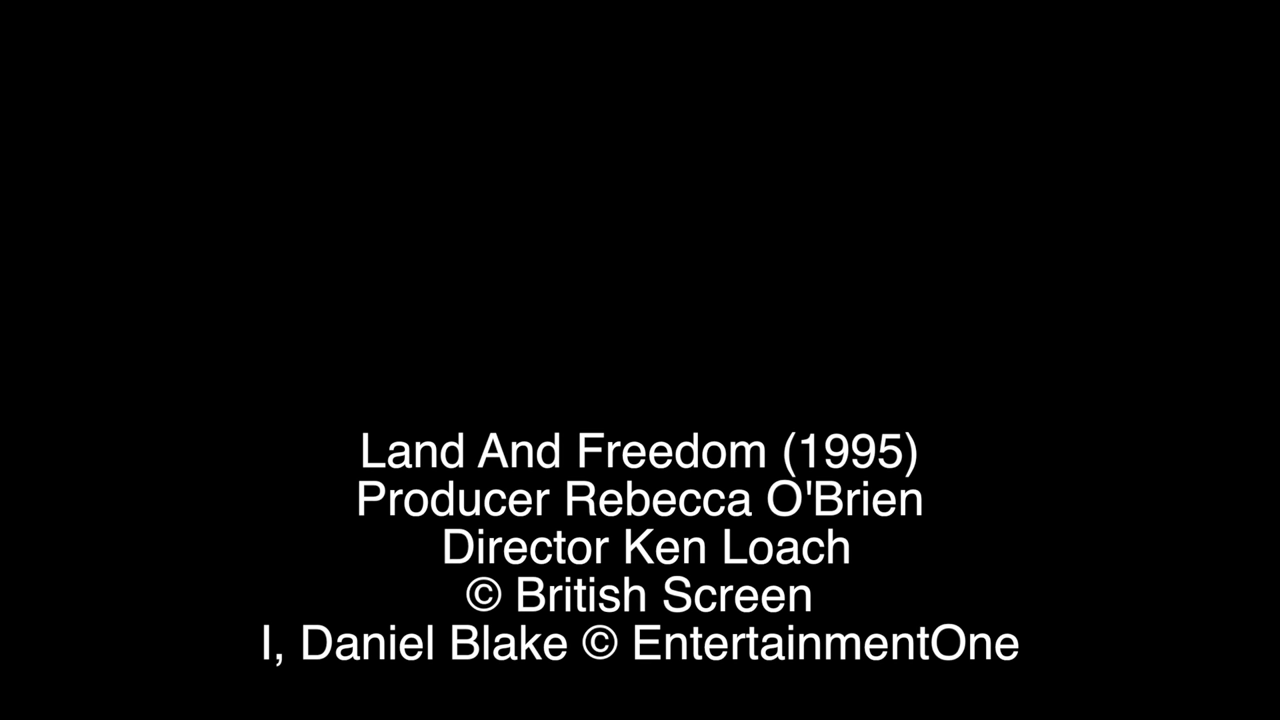 Land And Freedom (1995)
Producer Rebecca O'Brien
Director Ken Loach
© British Screen
I, Daniel Blake © EntertainmentOne